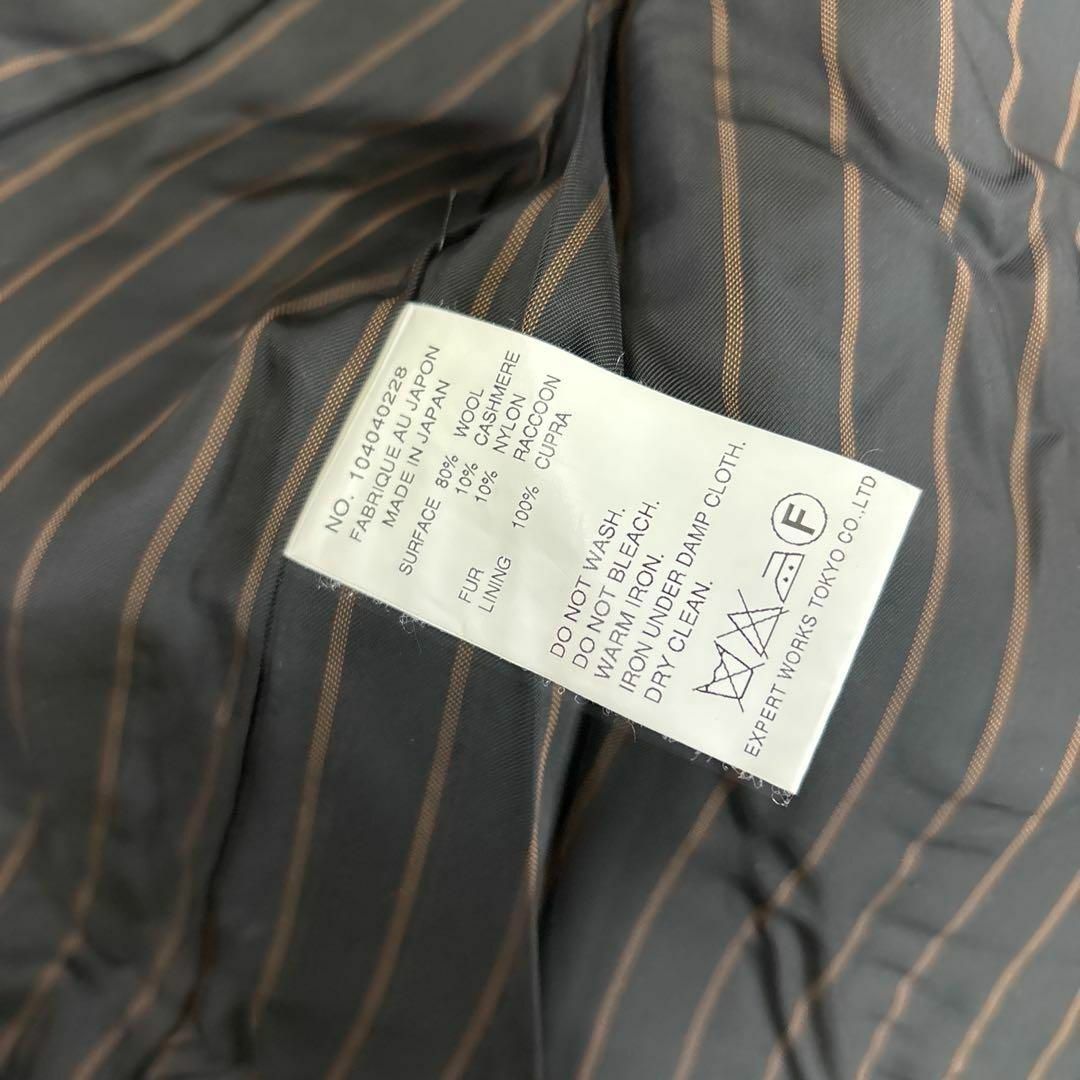 NO. 104040228
FABRIQUE AU JAPON
MADE IN JAPAN
SURFACE 80% WOOL
10% CASHMERE
10% NYLON
FUR RACCOON
LINING 100% CUPRA
DO NOT WASH.
DO NOT BLEACH.
WARM IRON.
IRON UNDER DAMP CLOTH.
DRY CLEAN.
F
EXPERT WORKS TOKYO CO.,LTD